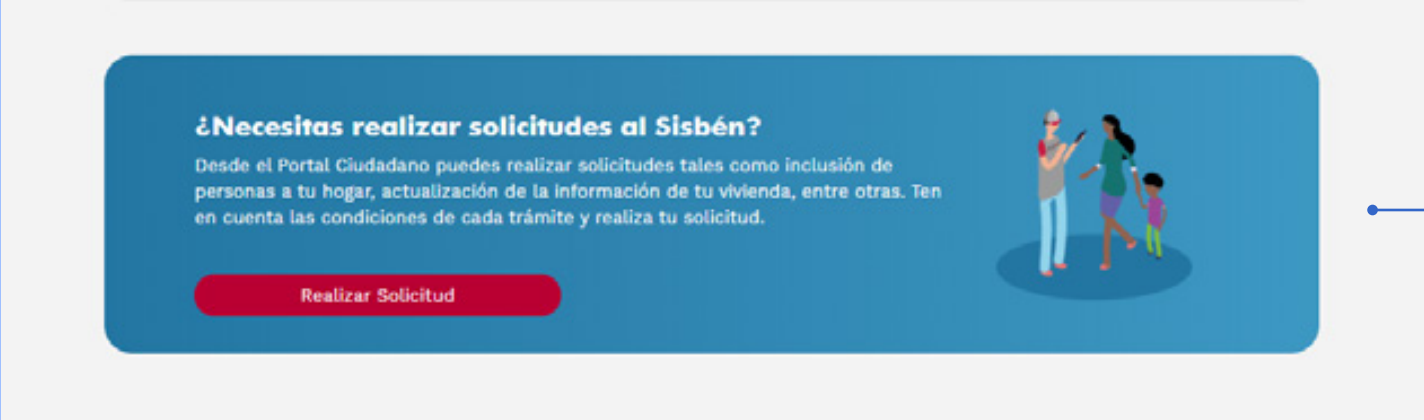 ¿Necesitas realizar solicitudes al Sisbén?
Desde el Portal Ciudadano puedes realizar solicitudes tales como inclusión de
personas a tu hogar, actualización de la información de tu vivienda, entre otras. Ten
en cuenta las condiciones de cada trámite y realiza tu solicitud.
Realizar Solicitud